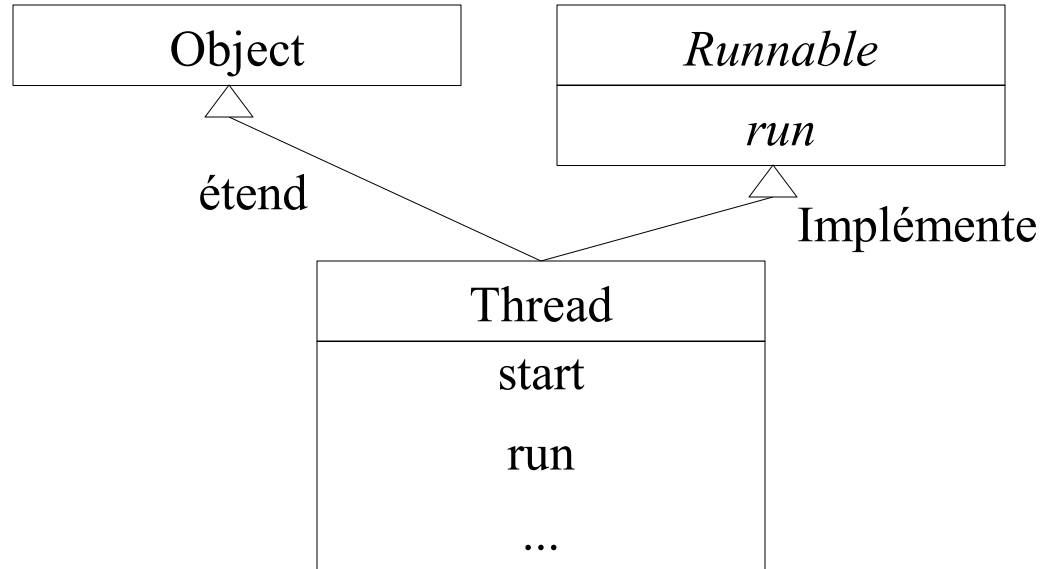 Object
Runnable
run
étend
Implémente
Thread
start
run
...